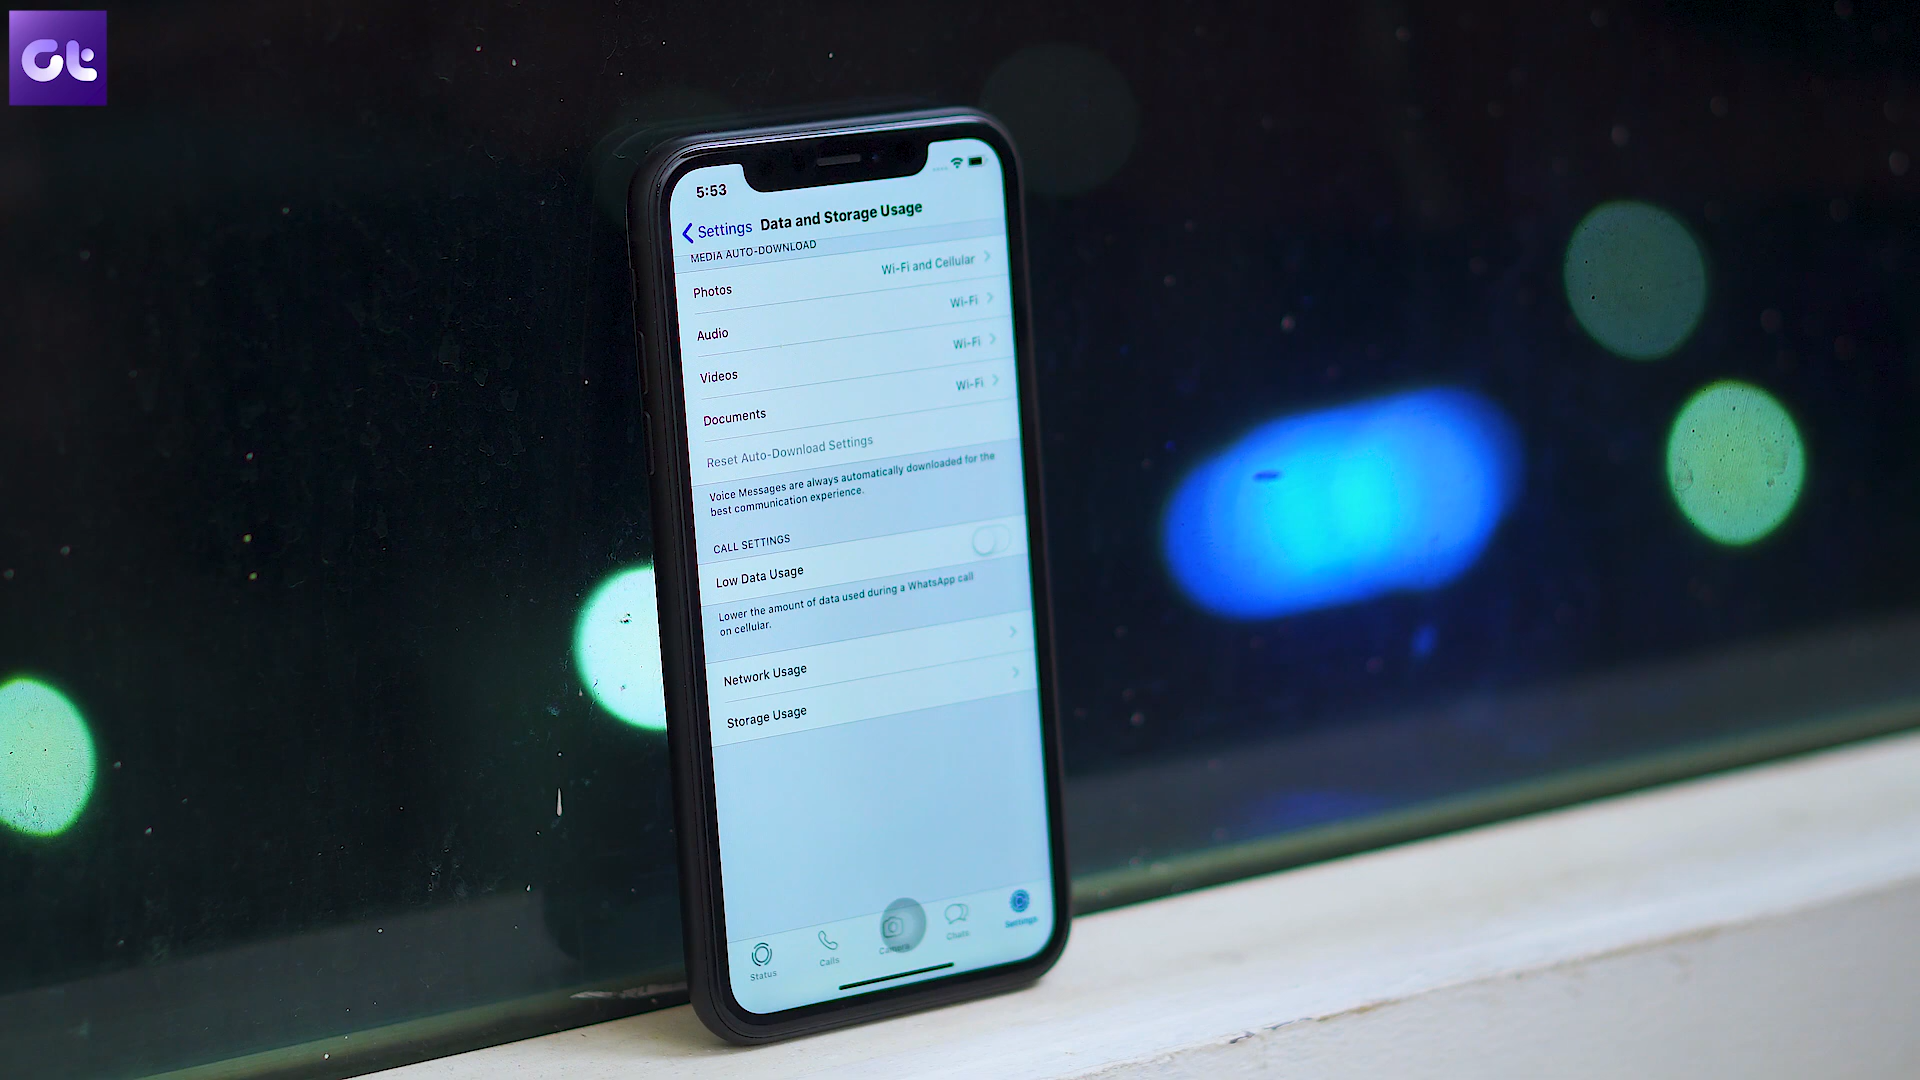 Gt
5:53
Settings Data and Storage Usage
MEDIA AUTO-DOWNLOAD
Photos Wi-Fi and Cellular
Audio Wi-Fi
Videos Wi-Fi
Documents Wi-Fi
Reset Auto-Download Settings
Voice Messages are always automatically downloaded for the
best communication experience.
CALL SETTINGS
Low Data Usage
Lower the amount of data used during a WhatsApp call
on cellular.
Network Usage
Storage Usage
Status Calls Camera Chats Settings